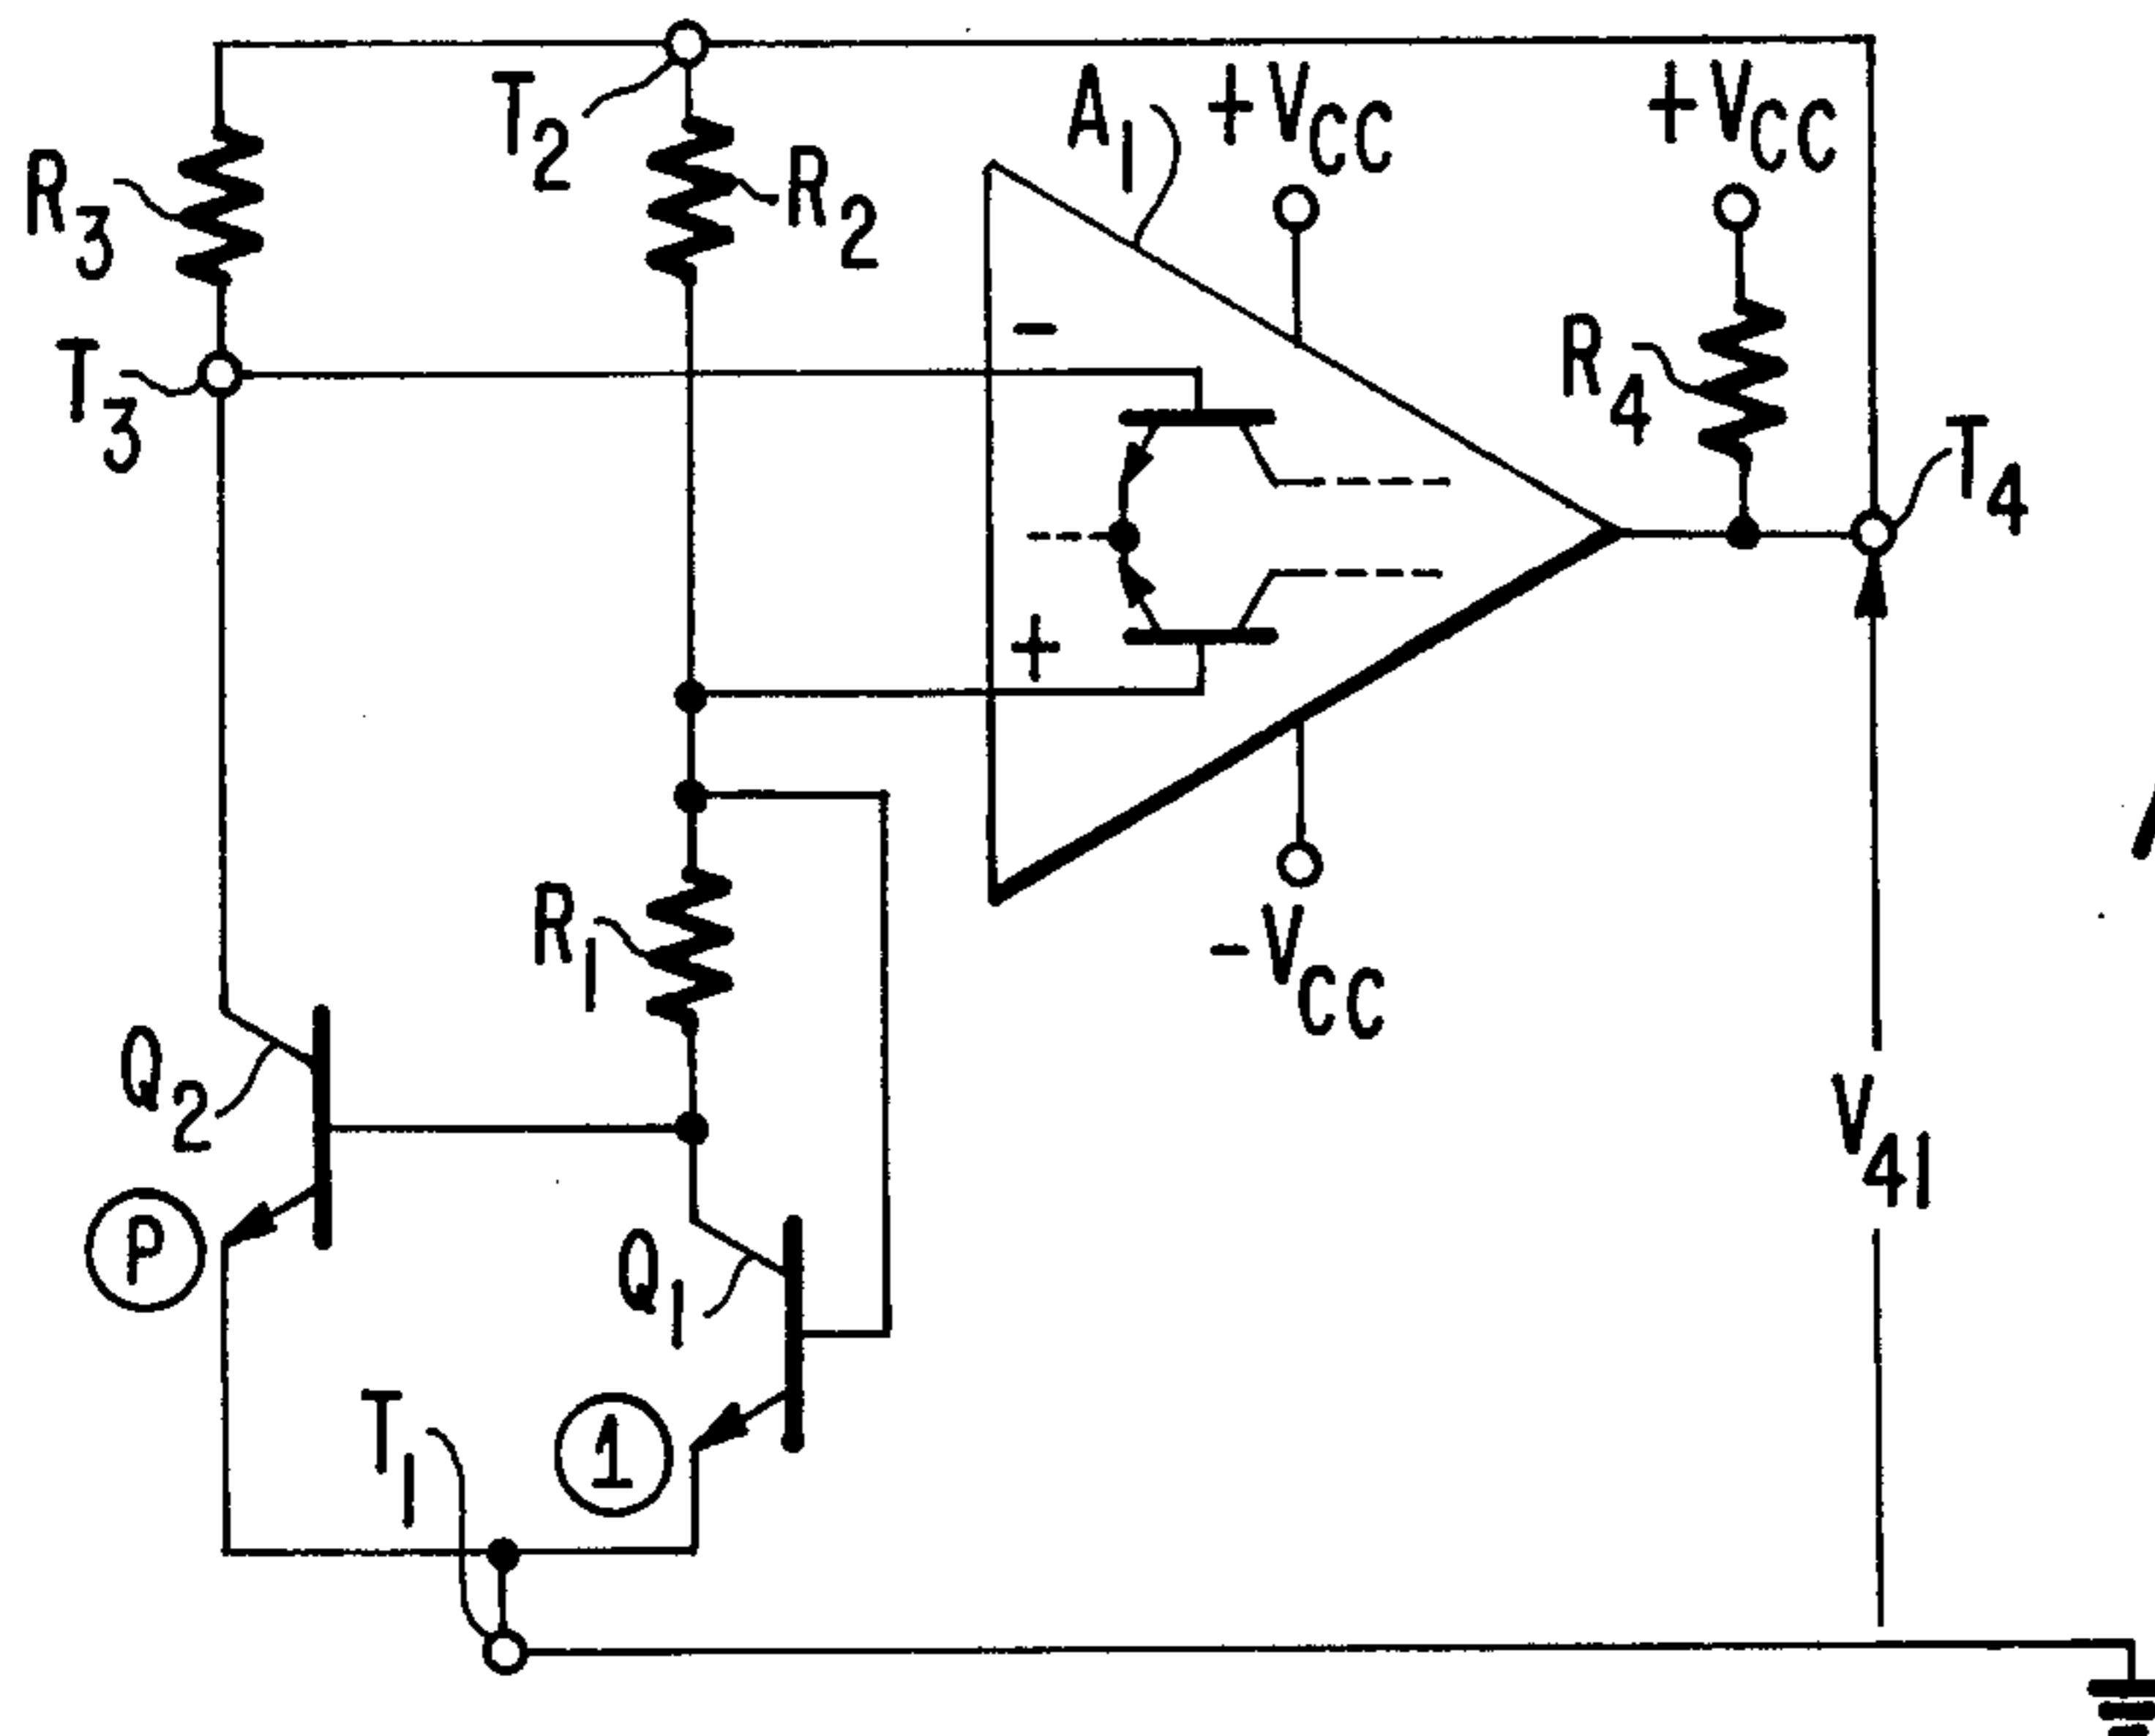 T2
A1
+VCC
+VCC
R3
R2
-
R4
T3
T4
+
R1
-VCC
Q2
V41
P
Q1
T1
1